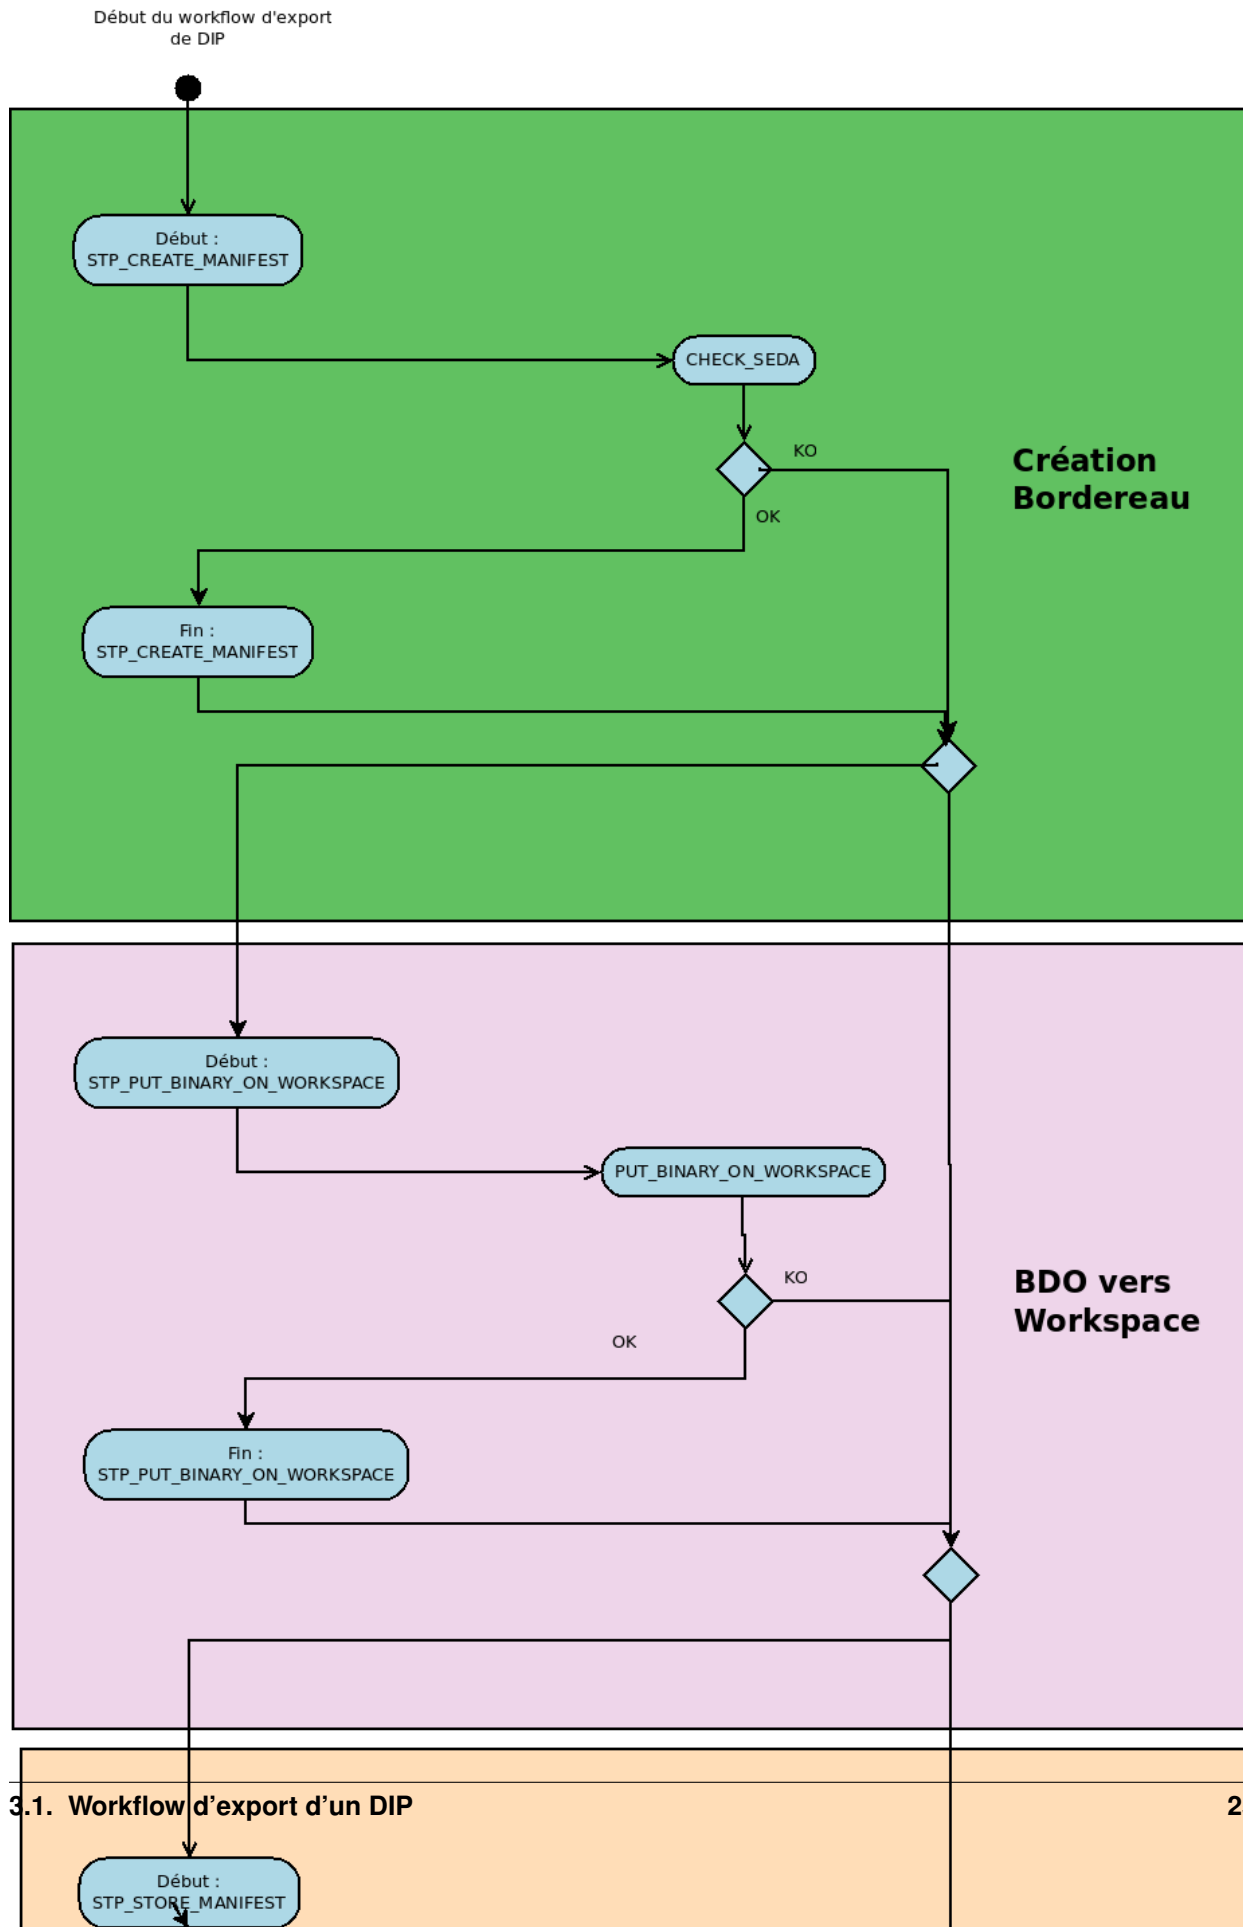 Début du workflow d'export
de DIP
Début :
STP_CREATE_MANIFEST
CHECK_SEDA
KO
Création
Bordereau
OK
Fin :
STP_CREATE_MANIFEST
Début :
STP_PUT_BINARY_ON_WORKSPACE
PUT_BINARY_ON_WORKSPACE
KO
BDO vers
Workspace
OK
Fin :
STP_PUT_BINARY_ON_WORKSPACE
3.1. Workflow d’export d’un DIP
2
Début :
STP_STORE_MANIFEST